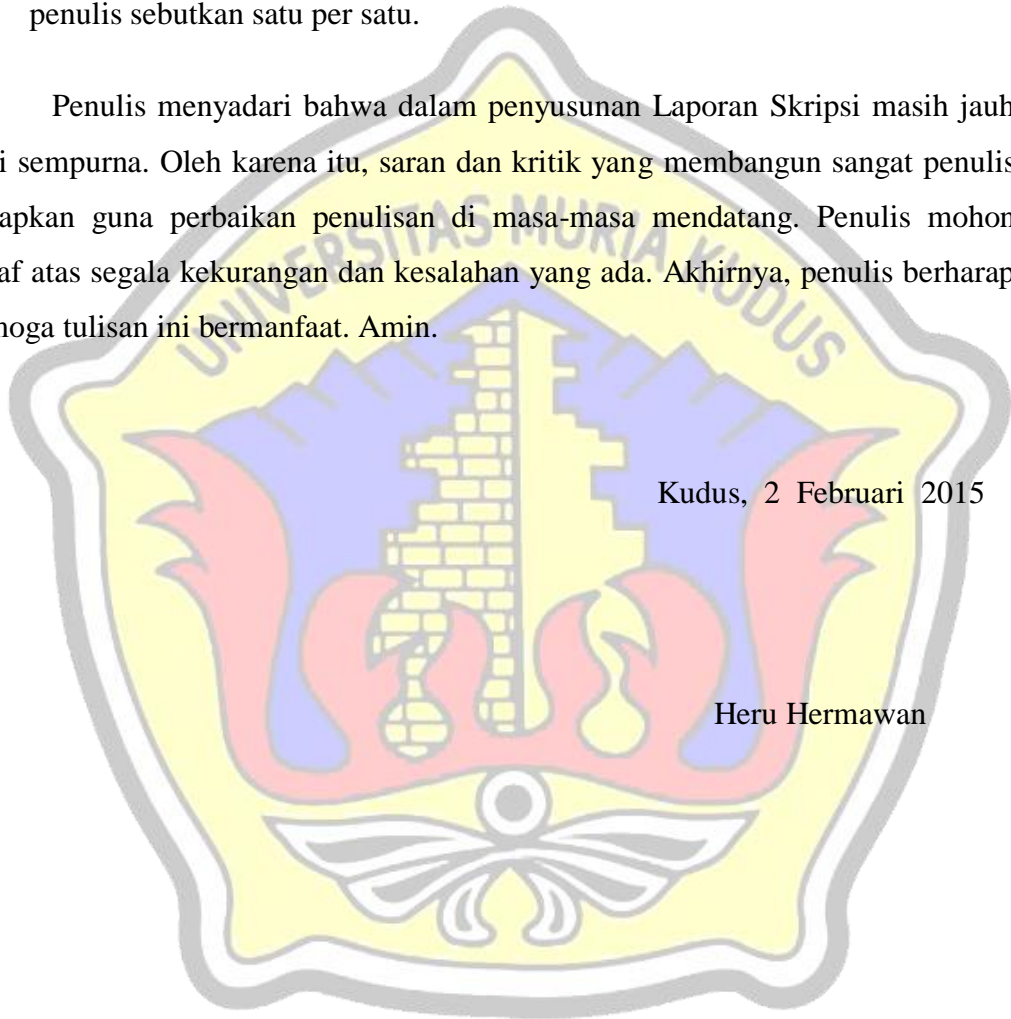 penulis sebutkan satu per satu.
Penulis menyadari bahwa dalam penyusunan Laporan Skripsi masih jauh
i sempurna. Oleh karena itu, saran dan kritik yang membangun sangat penulis
apkan guna perbaikan penulisan di masa-masa mendatang. Penulis mohon
af atas segala kekurangan dan kesalahan yang ada. Akhirnya, penulis berharap
oga tulisan ini bermanfaat. Amin.
UNIVERSITAS MURIA KUDUS
Kudus, 2 Februari 2015
Heru Hermawan